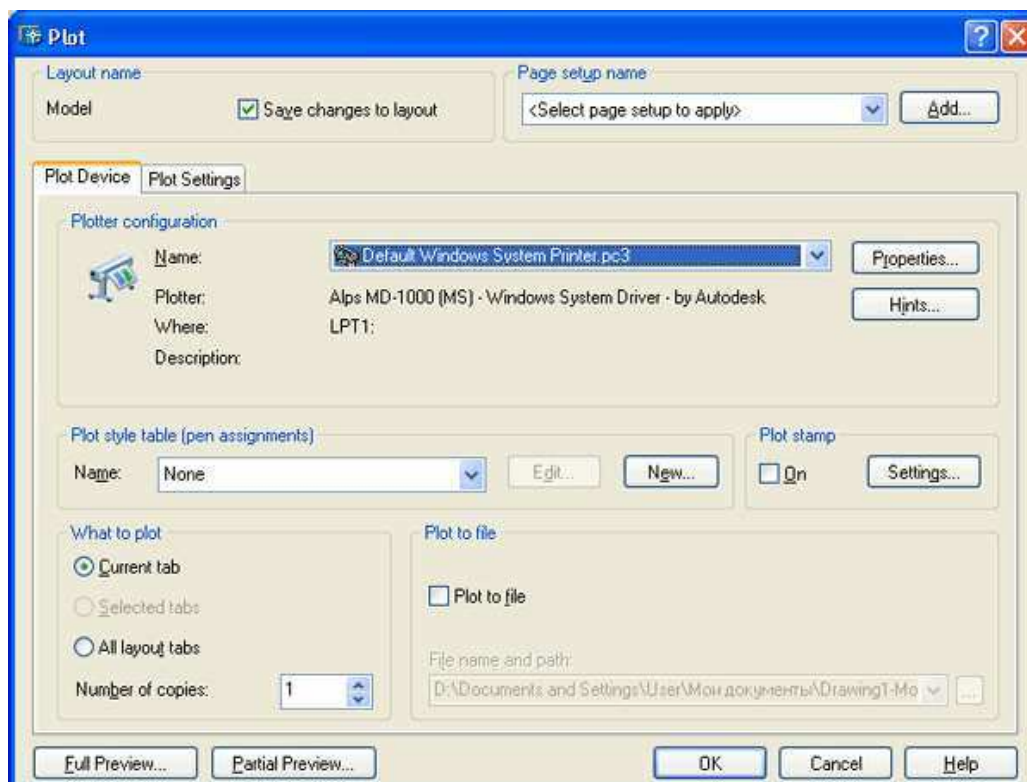 Plot
Layout name
Page setup name
Model
Save changes to layout
<Select page setup to apply>
Add...
Plot Device
Plot Settings
Plotter configuration
Name:
Default Windows System Printer.pc3
Properties...
Plotter:
Alps MD-1000 (MS) - Windows System Driver - by Autodesk
Hints...
Where:
LPT1:
Description:
Plot style table (pen assignments)
Plot stamp
Name:
None
Edit...
New...
On
Settings...
What to plot
Plot to file
Current tab
Plot to file
Selected tabs
All layout tabs
File name and path:
Number of copies:
1
D:\Documents and Settings\User\Мои документы\Drawing1-Mo
...
Full Preview...
Partial Preview...
OK
Cancel
Help